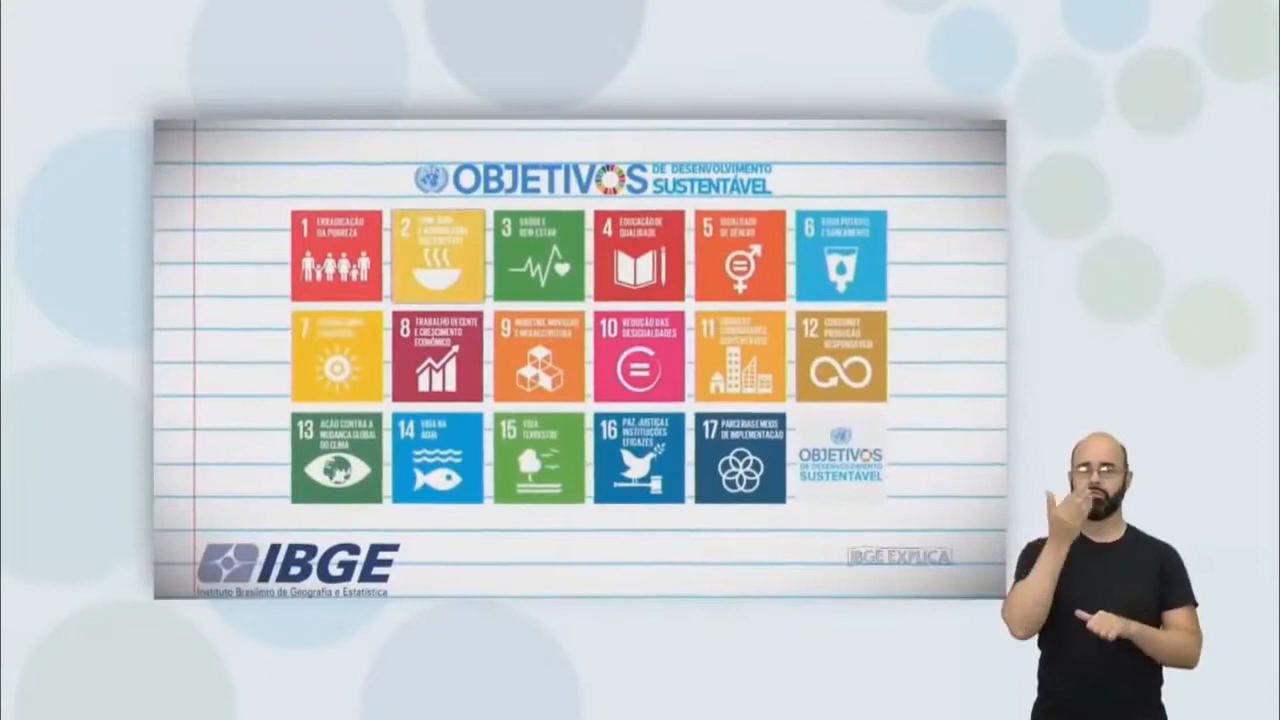 OBJETIVOS
DE DESENVOLVIMENTO
SUSTENTÁVEL
1 ERRADICAÇÃO
DA POBREZA
2
3 SAÚDE E
BEM-ESTAR
4 EDUCAÇÃO DE
QUALIDADE
5 IGUALDADE
DE GÊNERO
6 ÁGUA POTÁVEL
E SANEAMENTO
7
8 TRABALHO DECENTE
E CRESCIMENTO
ECONÔMICO
9 INDÚSTRIA, INOVAÇÃO
E INFRAESTRUTURA
10 REDUÇÃO DAS
DESIGUALDADES
11
12 CONSUMO E
PRODUÇÃO
RESPONSÁVEIS
13 AÇÃO CONTRA A
MUDANÇA GLOBAL
DO CLIMA
14 VIDA NA
ÁGUA
15 VIDA
TERRESTRE
16 PAZ, JUSTIÇA E
INSTITUIÇÕES
EFICAZES
17 PARCERIAS E MEIOS
DE IMPLEMENTAÇÃO
OBJETIVOS
DE DESENVOLVIMENTO
SUSTENTÁVEL
IBGE
Instituto Brasileiro de Geografia e Estatística
IBGE EXPLICA